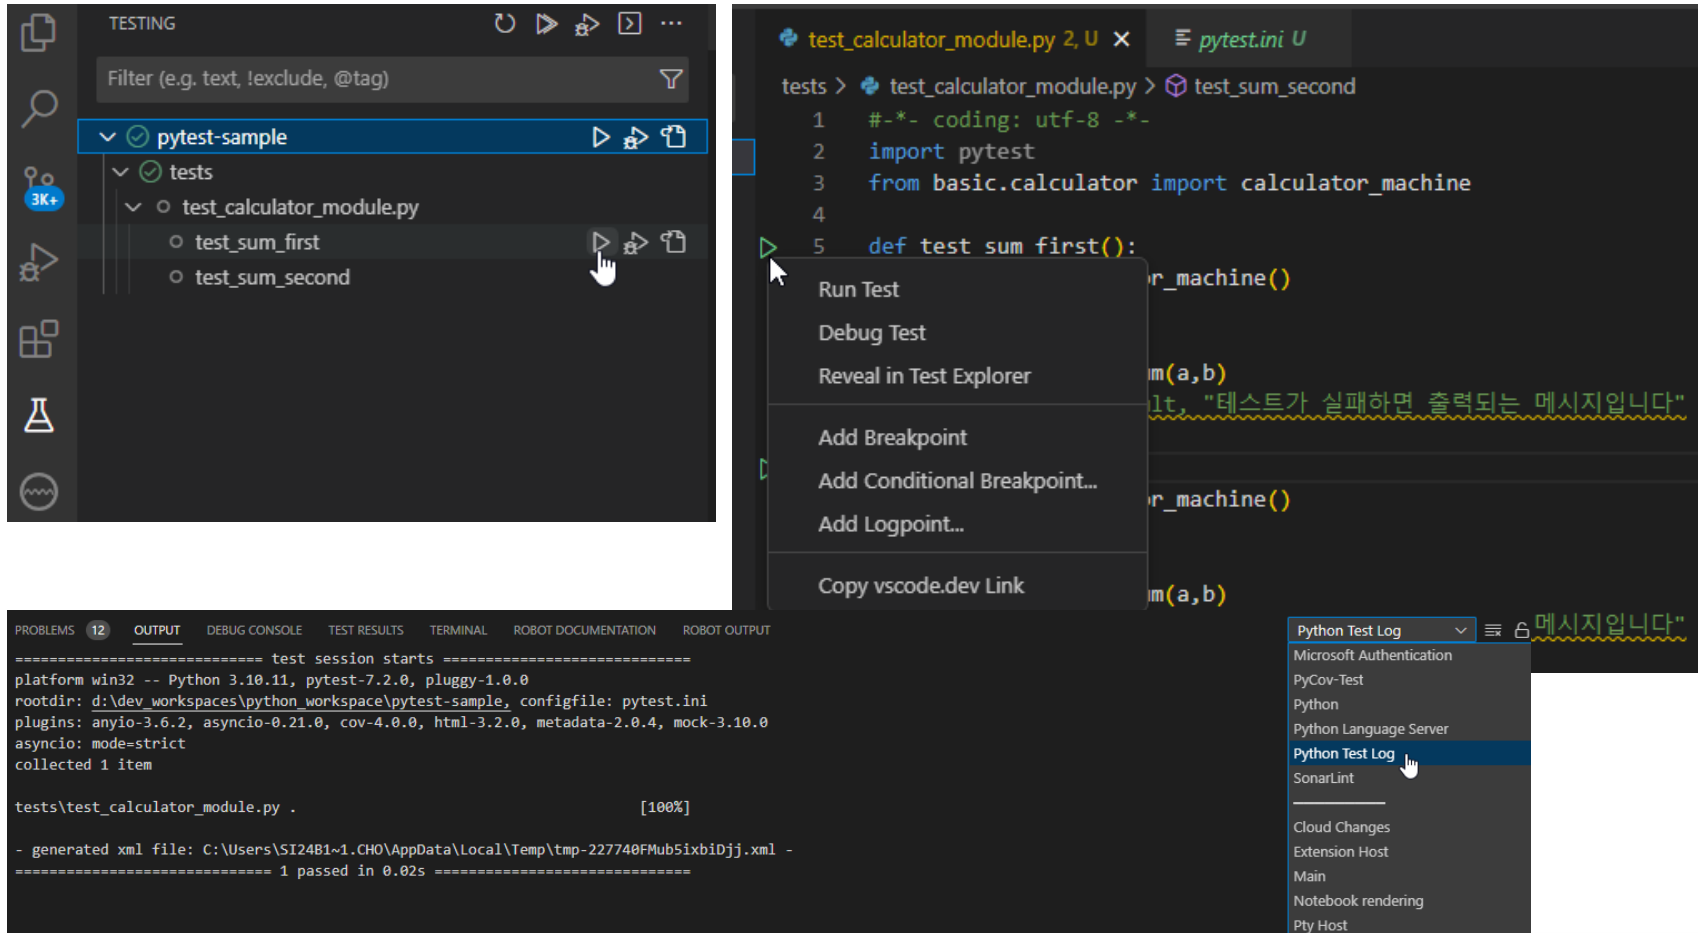 TESTING
Filter (e.g. text, !exclude, @tag)
pytest-sample
tests
test_calculator_module.py
test_sum_first
test_sum_second
3K+
test_calculator_module.py 2, U
pytest.ini U
tests > test_calculator_module.py > test_sum_second
1 #-*- coding: utf-8 -*-
2 import pytest
3 from basic.calculator import calculator_machine
4
5 def test_sum_first():
r_machine()
m(a,b)
lt, "테스트가 실패하면 출력되는 메시지입니다"
r_machine()
m(a,b)
메시지입니다"
Run Test
Debug Test
Reveal in Test Explorer
Add Breakpoint
Add Conditional Breakpoint...
Add Logpoint...
Copy vscode.dev Link
PROBLEMS 12 OUTPUT DEBUG CONSOLE TEST RESULTS TERMINAL ROBOT DOCUMENTATION ROBOT OUTPUT
============================= test session starts =============================
platform win32 -- Python 3.10.11, pytest-7.2.0, pluggy-1.0.0
rootdir: d:\dev_workspaces\python_workspace\pytest-sample, configfile: pytest.ini
plugins: anyio-3.6.2, asyncio-0.21.0, cov-4.0.0, html-3.2.0, metadata-2.0.4, mock-3.10.0
asyncio: mode=strict
collected 1 item
tests\test_calculator_module.py . [100%]
- generated xml file: C:\Users\SI24B1~1.CHO\AppData\Local\Temp\tmp-227740FMub5ixbiDjj.xml -
============================== 1 passed in 0.02s ==============================
Python Test Log
Microsoft Authentication
PyCov-Test
Python
Python Language Server
Python Test Log
SonarLint
Cloud Changes
Extension Host
Main
Notebook rendering
Pty Host